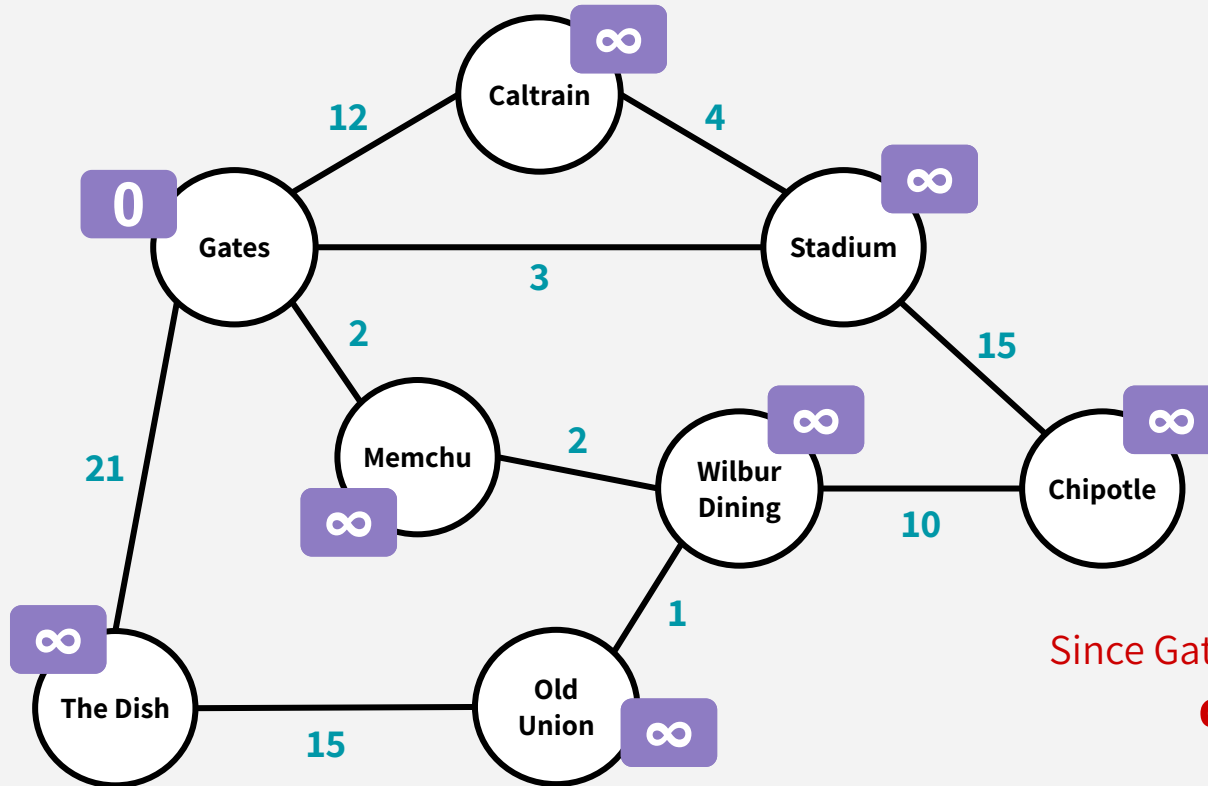 ∞
Caltrain
12
4
∞
0
Gates
Stadium
3
2
15
∞
∞
2
21
Memchu
Wilbur
Dining
Chipotle
∞
10
1
∞
Since
The Dish
Old
Union
∞
15